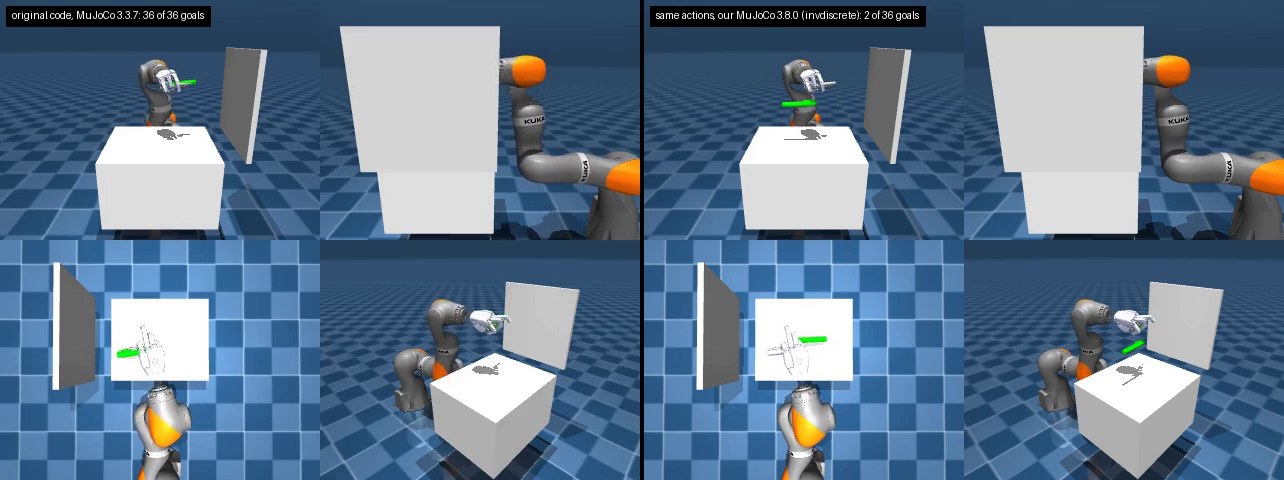 original code, MuJoCo 3.3.7: 36 of 36 goals
same actions, our MuJoCo 3.8.0 (invdiscrete): 2 of 36 goals
KUKA
KUKA
KUKA
KUKA